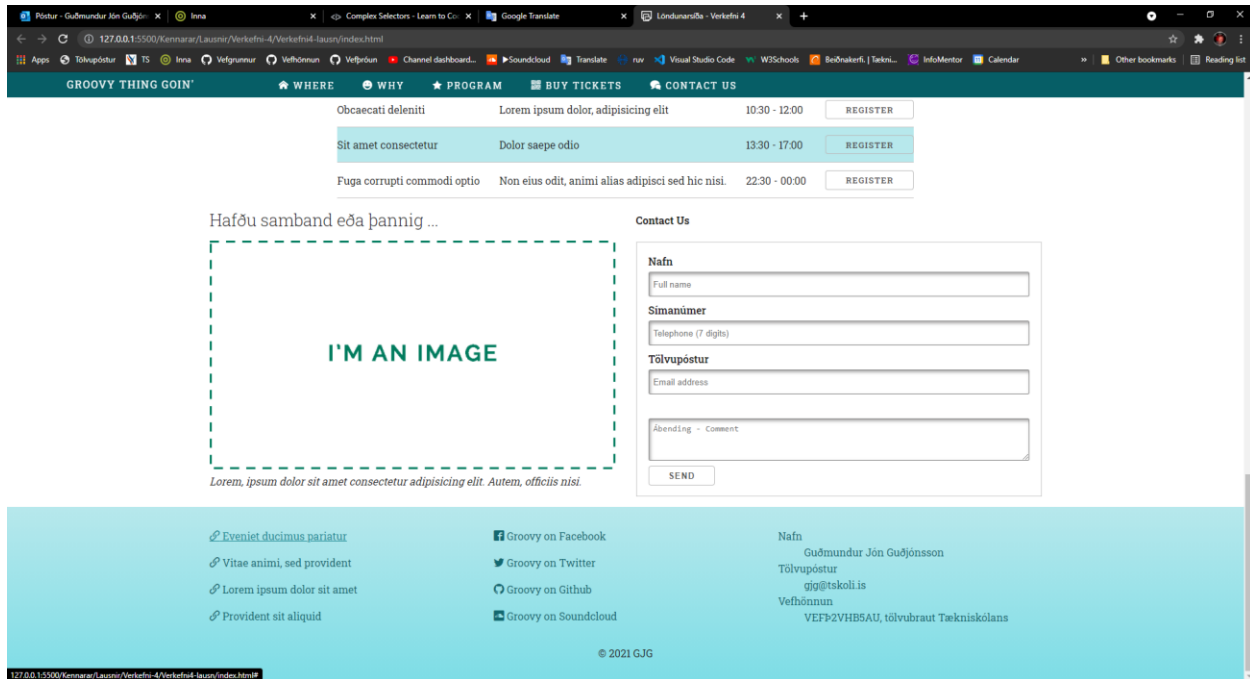 Póstur - Guðmundur Jón Guðjón
Inna
Complex Selectors - Learn to Co
Google Translate
Löndunarsíða - Verkefni 4
127.0.0.1:5500/Kennarar/Lausnir/Verkefni-4/Verkefni4-lausn/index.html
Apps Tölvupóstur TS Inna Vefgrunnur Vefhönnun Vefþróun Channel dashboard... ▶Soundcloud Translate ruv Visual Studio Code W3Schools Beiðnakerfi. | Tækni... InfoMentor Calendar » Other bookmarks Reading list
GROOVY THING GOIN' WHERE WHY PROGRAM BUY TICKETS CONTACT US
Obcaecati deleniti Lorem ipsum dolor, adipisicing elit 10:30 - 12:00 REGISTER
Sit amet consectetur Dolor saepe odio 13:30 - 17:00 REGISTER
Fuga corrupti commodi optio Non eius odit, animi alias adipisci sed hic nisi. 22:30 - 00:00 REGISTER
Hafðu samband eða þannig ...
I'M AN IMAGE
Lorem, ipsum dolor sit amet consectetur adipisicing elit. Autem, officiis nisi.
Contact Us
Nafn
Full name
Símanúmer
Telephone (7 digits)
Tölvupóstur
Email address
Ábending - Comment
SEND
Eveniet ducimus pariatur
Vitae animi, sed provident
Lorem ipsum dolor sit amet
Provident sit aliquid
Groovy on Facebook
Groovy on Twitter
Groovy on Github
Groovy on Soundcloud
Nafn
Guðmundur Jón Guðjónsson
Tölvupóstur
gjg@tskoli.is
Vefhönnun
VEFÞ2VHB5AU, tölvubraut Tækniskólans
© 2021 GJG
127.0.0.1:5500/Kennarar/Lausnir/Verkefni-4/Verkefni4-lausn/index.html#